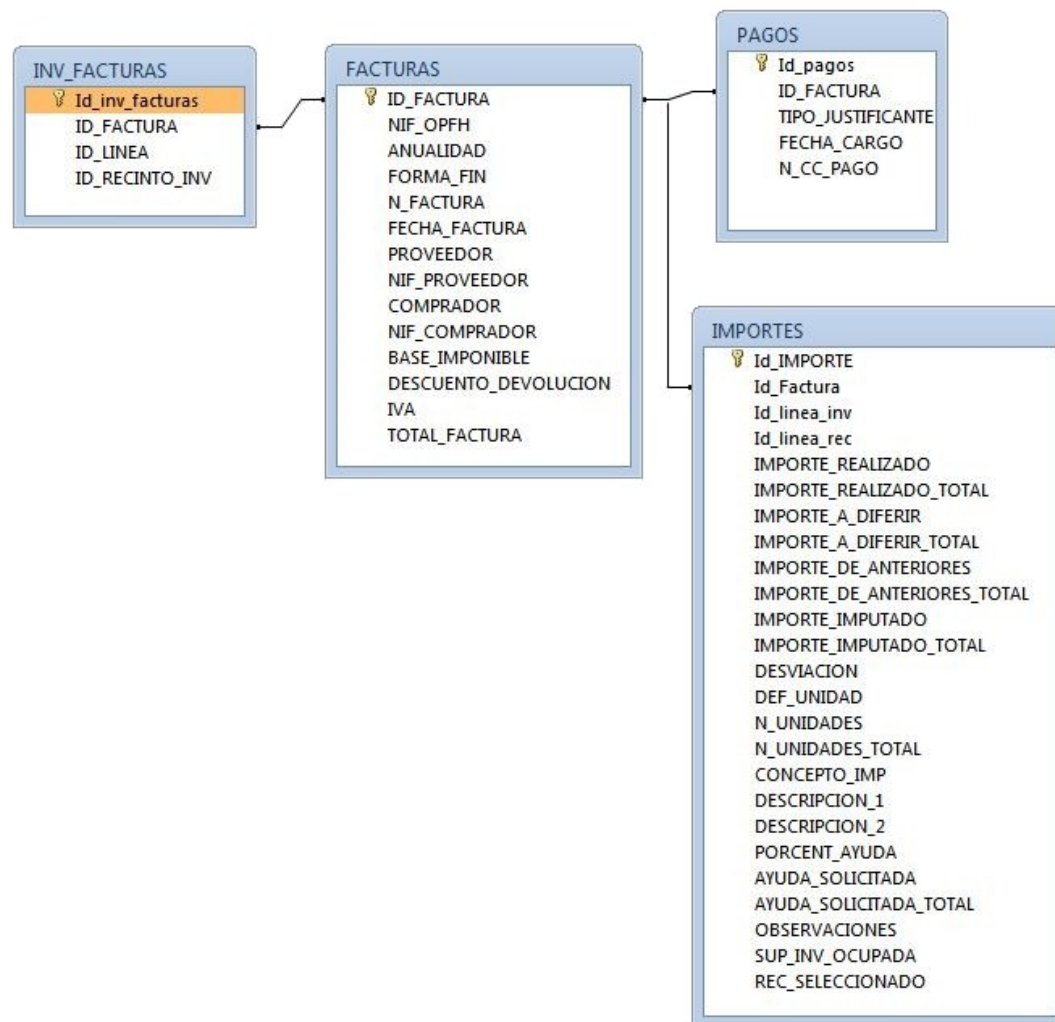 INV_FACTURAS
Id_inv_facturas
ID_FACTURA
ID_LINEA
ID_RECINTO_INV
FACTURAS
ID_FACTURA
NIF_OPFH
ANUALIDAD
FORMA_FIN
N_FACTURA
FECHA_FACTURA
PROVEEDOR
NIF_PROVEEDOR
COMPRADOR
NIF_COMPRADOR
BASE_IMPONIBLE
DESCUENTO_DEVOLUCION
IVA
TOTAL_FACTURA
PAGOS
Id_pagos
ID_FACTURA
TIPO_JUSTIFICANTE
FECHA_CARGO
N_CC_PAGO
IMPORTES
Id_IMPORTE
Id_Factura
Id_linea_inv
Id_linea_rec
IMPORTE_REALIZADO
IMPORTE_REALIZADO_TOTAL
IMPORTE_A_DIFERIR
IMPORTE_A_DIFERIR_TOTAL
IMPORTE_DE_ANTERIORES
IMPORTE_DE_ANTERIORES_TOTAL
IMPORTE_IMPUTADO
IMPORTE_IMPUTADO_TOTAL
DESVIACION
DEF_UNIDAD
N_UNIDADES
N_UNIDADES_TOTAL
CONCEPTO_IMP
DESCRIPCION_1
DESCRIPCION_2
PORCENT_AYUDA
AYUDA_SOLICITADA
AYUDA_SOLICITADA_TOTAL
OBSERVACIONES
SUP_INV_OCUPADA
REC_SELECCIONADO